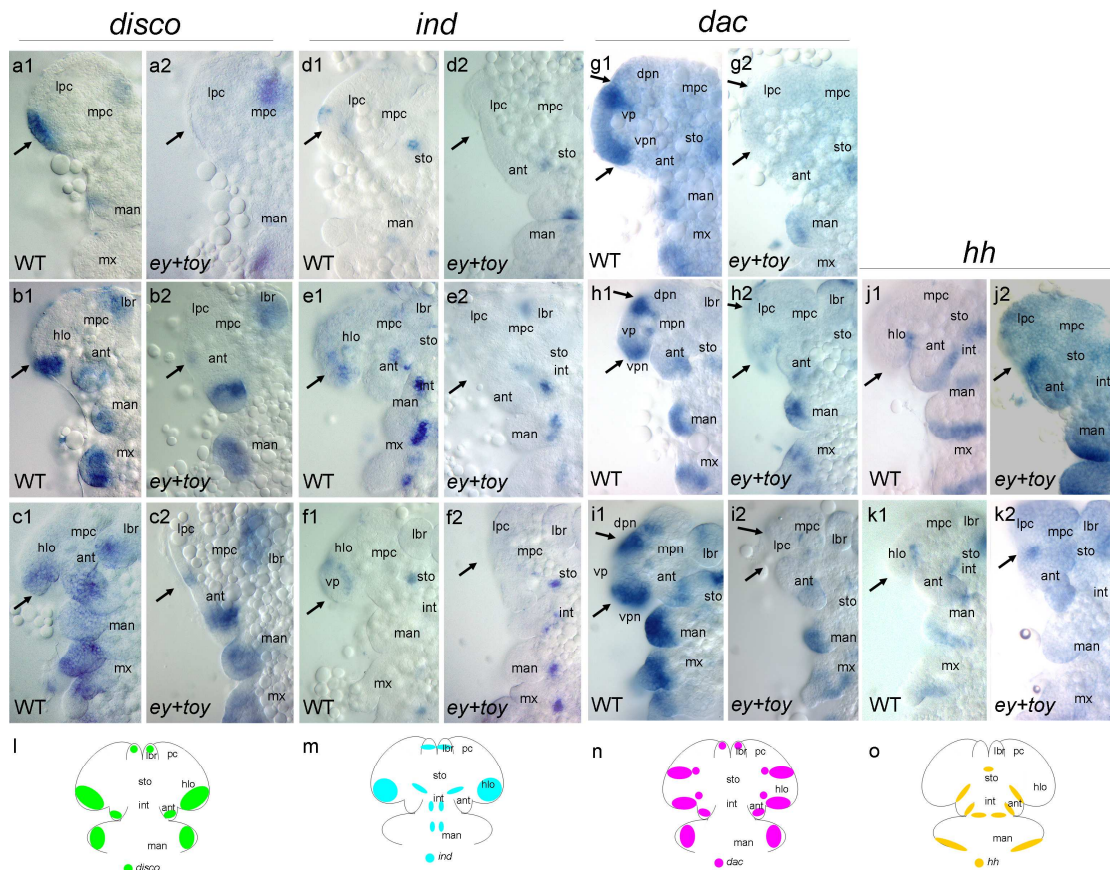 disco ind dac
a1 lpc mpc man mx WT
a2 lpc mpc man ey+toy
d1 lpc mpc sto WT
d2 lpc mpc sto ant man ey+toy
g1 dpn mpc vp sto vpn ant man mx WT
g2 lpc mpc sto ant man mx ey+toy
hh
b1 lbr mpc hlo ant man mx WT
b2 lpc lbr mpc ant man ey+toy
e1 lbr mpc hlo sto ant int man mx WT
e2 lpc mpc sto int ant man ey+toy
h1 dpn lbr vp mpn ant sto vpn man mx WT
h2 lpc mpc sto ant man mx ey+toy
j1 mpc hlo sto ant int man WT
j2 lpc mpc sto ant man ey+toy
c1 mpc lbr hlo ant man mx WT
c2 lpc mpc lbr ant man mx ey+toy
f1 hlo mpc vp sto int man mx WT
f2 lpc mpc sto int man mx ey+toy
i1 dpn mpn lbr vp ant sto vpn man mx WT
i2 mpc lbr lpc ant sto man mx ey+toy
k1 mpc lbr hlo sto ant int man mx WT
k2 lpc mpc lbr sto ant int man mx ey+toy
l lbr pc sto hlo int ant man disco
m lbr pc sto hlo int ant man ind
n lbr pc sto hlo int ant man dac
o lbr pc sto hlo int ant man hh